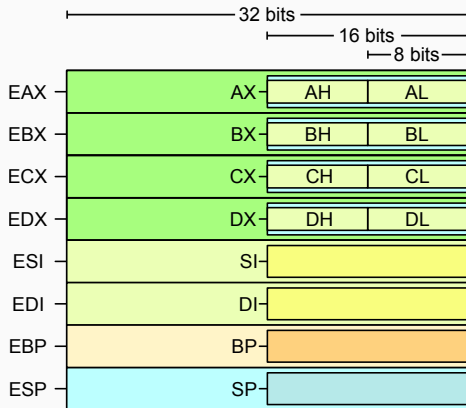 32 bits
16 bits
8 bits
EAX AX AH AL
EBX BX BH BL
ECX CX CH CL
EDX DX DH DL
ESI SI
EDI DI
EBP BP
ESP SP